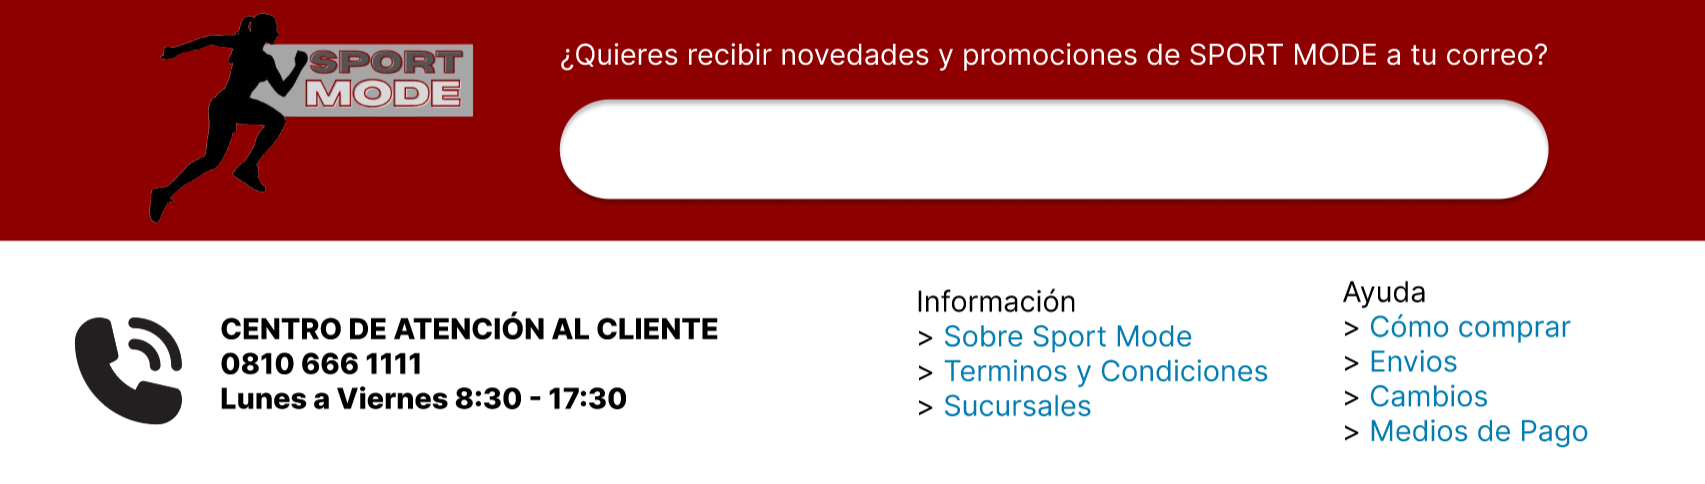 SPORT
MODE
¿Quieres recibir novedades y promociones de SPORT MODE a tu correo?
CENTRO DE ATENCIÓN AL CLIENTE
0810 666 1111
Lunes a Viernes 8:30 - 17:30
Información
> Sobre Sport Mode
> Terminos y Condiciones
> Sucursales
Ayuda
> Cómo comprar
> Envios
> Cambios
> Medios de Pago